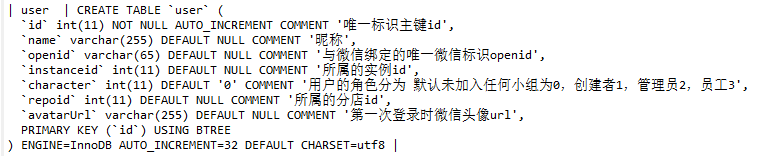 | user  | CREATE TABLE `user` (
  `id` int(11) NOT NULL AUTO_INCREMENT COMMENT '唯一标识主键id',
  `name` varchar(255) DEFAULT NULL COMMENT '昵称',
  `openid` varchar(65) DEFAULT NULL COMMENT '与微信绑定的唯一微信标识openid',
  `instanceid` int(11) DEFAULT NULL COMMENT '所属的实例id',
  `character` int(11) DEFAULT '0' COMMENT '用户的角色分为 默认未加入任何小组为0，创建者1，管理员2，员工3',
  `repoid` int(11) DEFAULT NULL COMMENT '所属的分店id',
  `avatarUrl` varchar(255) DEFAULT NULL COMMENT '第一次登录时微信头像url',
  PRIMARY KEY (`id`) USING BTREE
) ENGINE=InnoDB AUTO_INCREMENT=32 DEFAULT CHARSET=utf8 |